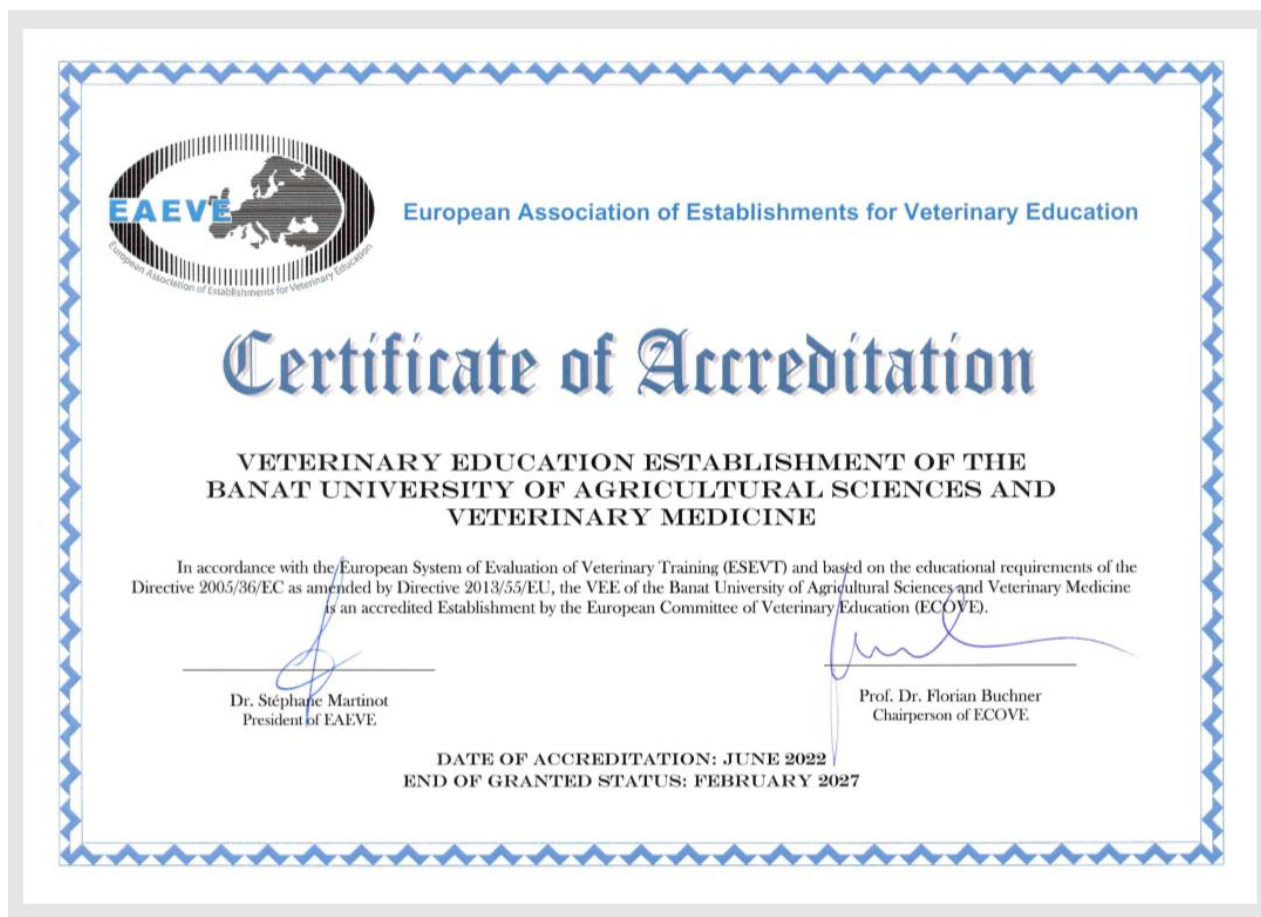 EAEVE
European Association of Establishments for Veterinary Education
European Association of Establishments for Veterinary Education
Certificate of Accreditation
VETERINARY EDUCATION ESTABLISHMENT OF THE
BANAT UNIVERSITY OF AGRICULTURAL SCIENCES AND
VETERINARY MEDICINE
In accordance with the European System of Evaluation of Veterinary Training (ESEVT) and based on the educational requirements of the
Directive 2005/36/EC as amended by Directive 2013/55/EU, the VEE of the Banat University of Agricultural Sciences and Veterinary Medicine
is an accredited Establishment by the European Committee of Veterinary Education (ECOVE).
Dr. Stéphane Martinot
President of EAEVE
Prof. Dr. Florian Buchner
Chairperson of ECOVE
DATE OF ACCREDITATION: JUNE 2022
END OF GRANTED STATUS: FEBRUARY 2027